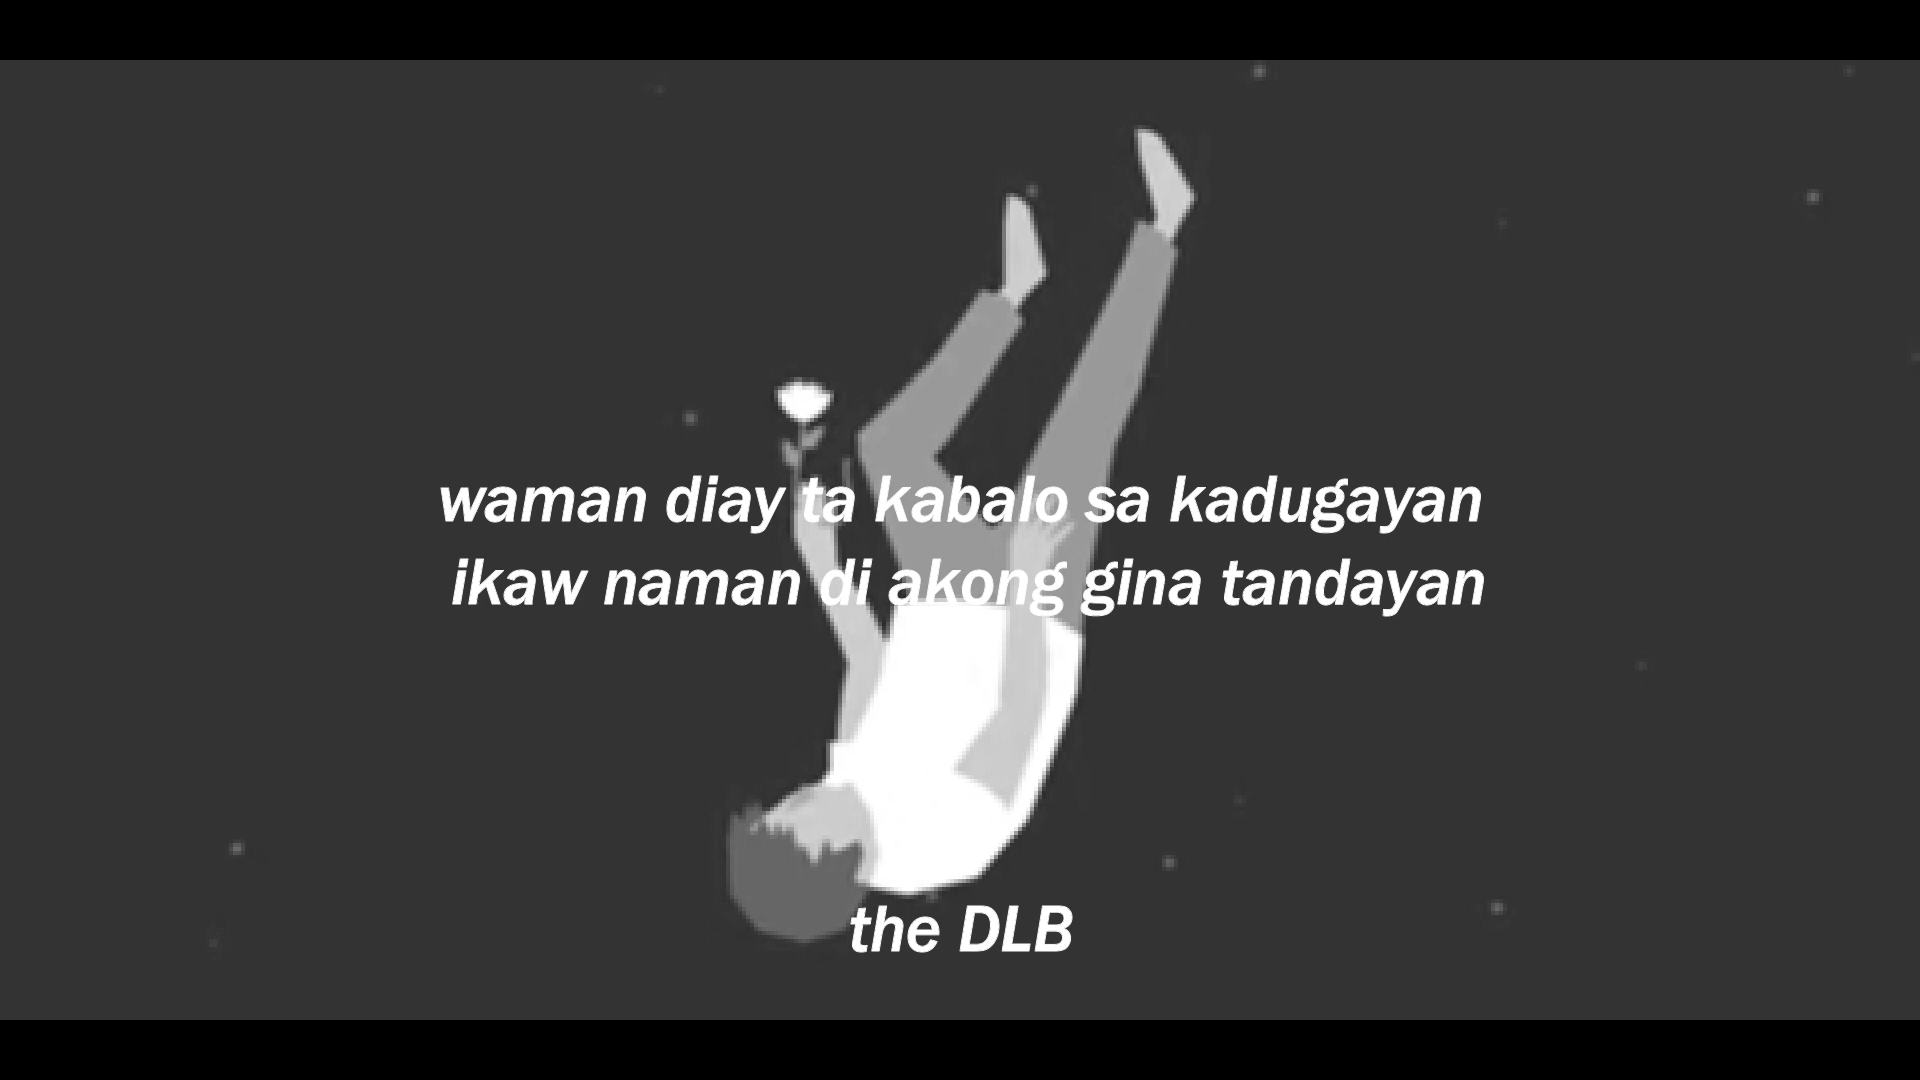 waman diay ta kabalo sa kadugayan
ikaw naman di akong gina tandayan
the DLB